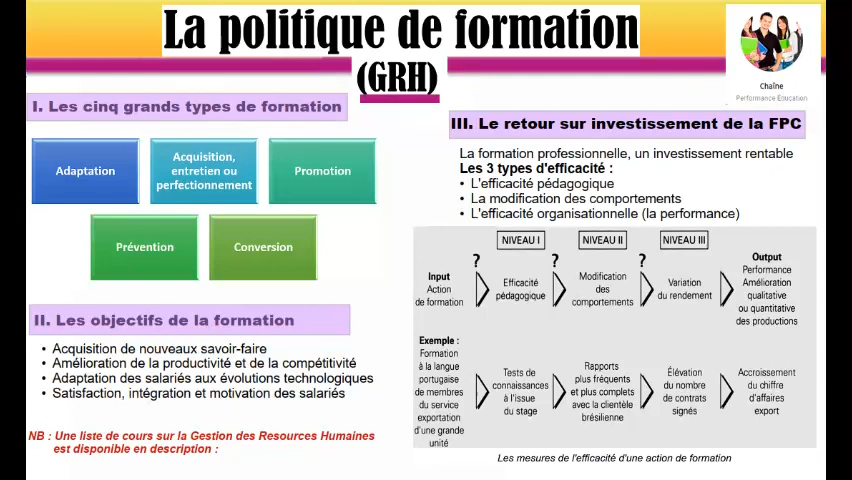 La politique de formation
(GRH)
Chaîne
Performance Education
I. Les cinq grands types de formation
Adaptation
Acquisition,
entretien ou
perfectionnement
Promotion
Prévention
Conversion
II. Les objectifs de la formation
• Acquisition de nouveaux savoir-faire
• Amélioration de la productivité et de la compétitivité
• Adaptation des salariés aux évolutions technologiques
• Satisfaction, intégration et motivation des salariés
NB : Une liste de cours sur la Gestion des Resources Humaines
est disponible en description :
III. Le retour sur investissement de la FPC
La formation professionnelle, un investissement rentable
Les 3 types d'efficacité :
• L'efficacité pédagogique
• La modification des comportements
• L'efficacité organisationnelle (la performance)
NIVEAU I
NIVEAU II
NIVEAU III
? ? ?
Input
Action
de formation
Efficacité
pédagogique
Modification
des
comportements
Variation
du rendement
Output
Performance
Amélioration
qualitative
ou quantitative
des productions
Exemple :
Formation
à la langue
portugaise
de membres
du service
exportation
d'une grande
unité
Tests de
connaissances
à l'issue
du stage
Rapports
plus fréquents
et plus complets
avec la clientèle
brésilienne
Élévation
du nombre
de contrats
signés
Accroissement
du chiffre
d'affaires
export
Les mesures de l'efficacité d'une action de formation